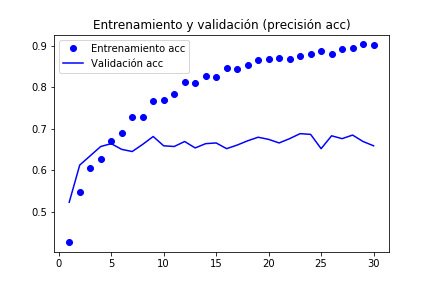 Entrenamiento y validación (precisión acc)
Entrenamiento acc
Validación acc
0.9
0.8
0.7
0.6
0.5
0 5 10 15 20 25 30